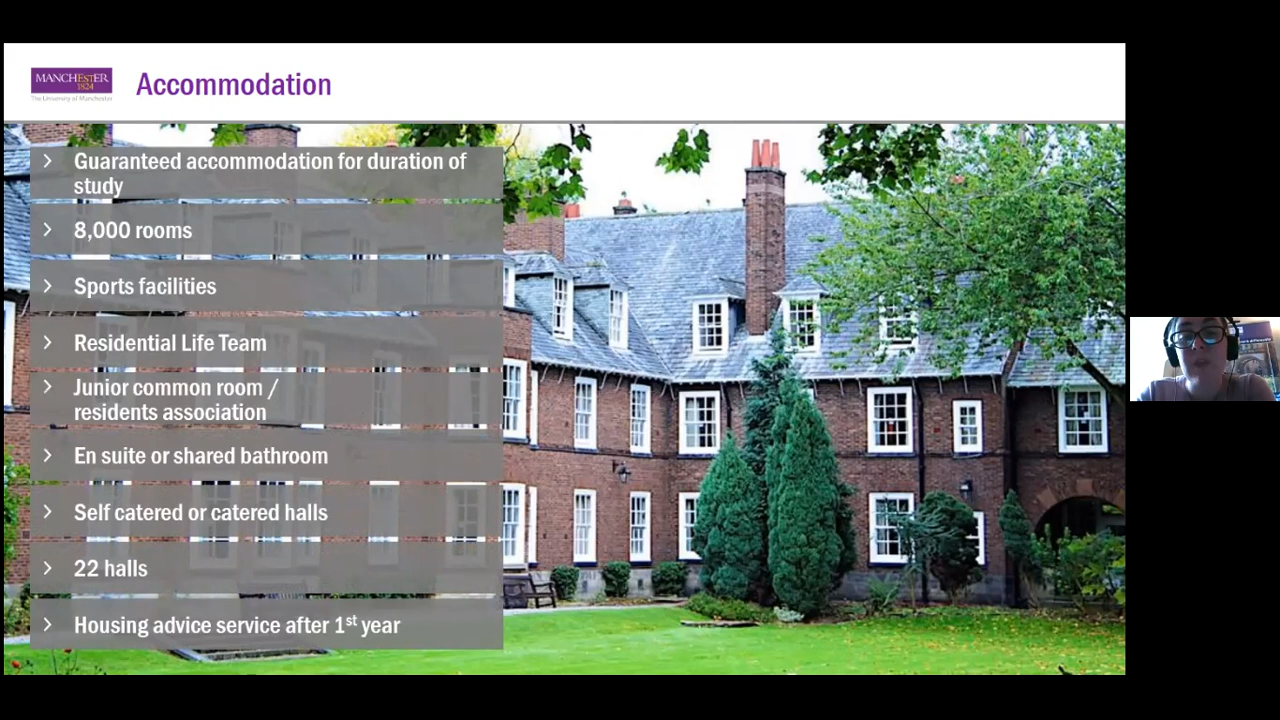 MANCHESTER
1824
The University of Manchester
Accommodation
Guaranteed accommodation for duration of
study
8,000 rooms
Sports facilities
Residential Life Team
Junior common room /
residents association
En suite or shared bathroom
Self catered or catered halls
22 halls
Housing advice service after 1st year